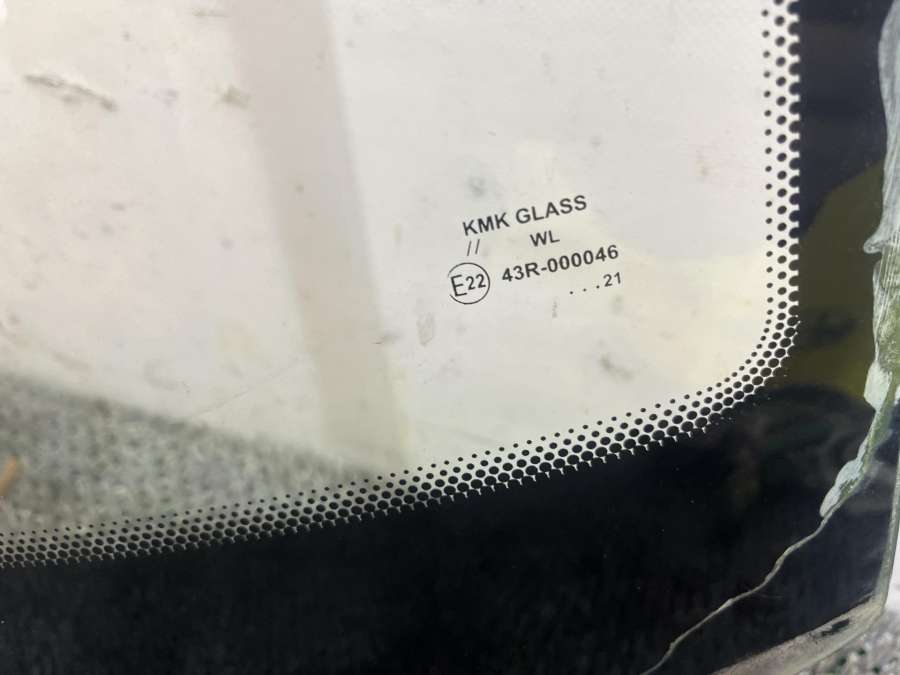 KMK GLASS
// WL
E22 43R-000046
...21